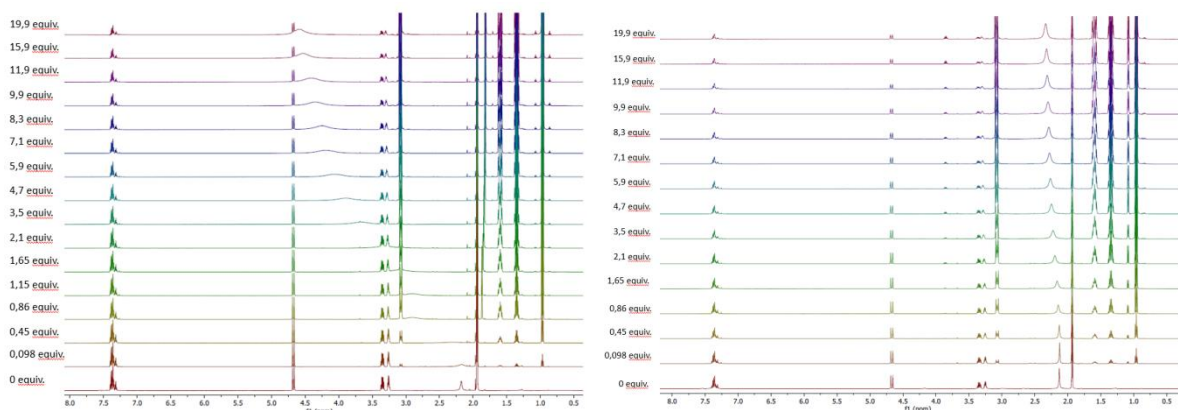 19,9 equiv.
15,9 equiv.
11,9 equiv.
9,9 equiv.
8,3 equiv.
7,1 equiv.
5,9 equiv.
4,7 equiv.
3,5 equiv.
2,1 equiv.
1,65 equiv.
1,15 equiv.
0,86 equiv.
0,45 equiv.
0,098 equiv.
0 equiv.
8.0 7.5 7.0 6.5 6.0 5.5 5.0 4.5 4.0 3.5 3.0 2.5 2.0 1.5 1.0 0.5
19,9 equiv.
15,9 equiv.
11,9 equiv.
9,9 equiv.
8,3 equiv.
7,1 equiv.
5,9 equiv.
4,7 equiv.
3,5 equiv.
2,1 equiv.
1,65 equiv.
0,86 equiv.
0,45 equiv.
0,098 equiv.
0 equiv.
8.0 7.5 7.0 6.5 6.0 5.5 5.0 4.5 4.0 3.5 3.0 2.5 2.0 1.5 1.0 0.5
f1 (ppm)